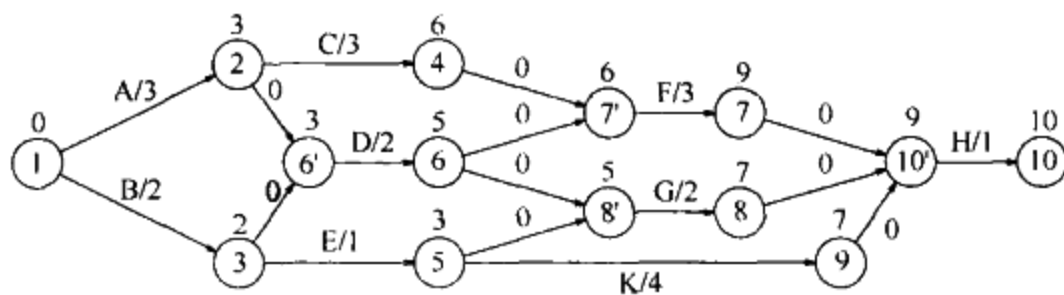 3 C/3 6
2 4 0 6 9
A/3 0 7' F/3 7 0
0 3 D/2 5 0 9 H/1 10
1 6' 6 10' 10
B/2 0 0 5 G/2 7 0
2 E/1 3 0 8' 8 7 0
3 5 K/4 9